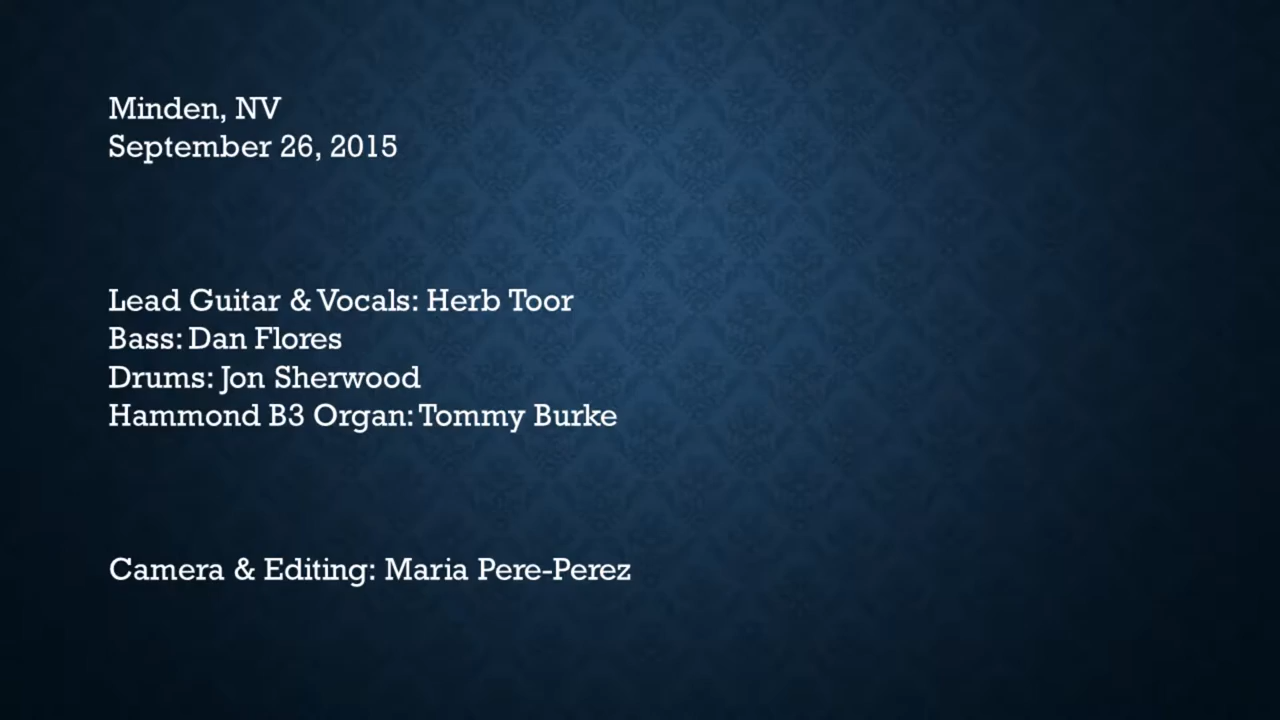 Minden, NV
September 26, 2015
Lead Guitar & Vocals: Herb Toor
Bass: Dan Flores
Drums: Jon Sherwood
Hammond B3 Organ: Tommy Burke
Camera & Editing: Maria Pere-Perez